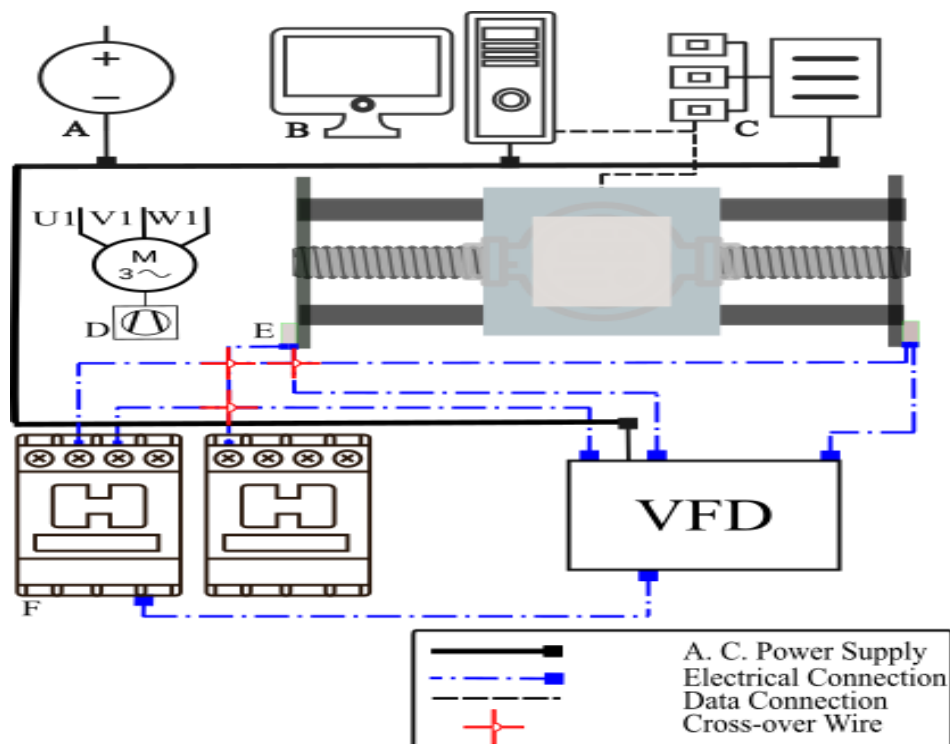 A
B
C
U1 V1 W1
M
3~
D
E
VFD
F
A. C. Power Supply
Electrical Connection
Data Connection
Cross-over Wire